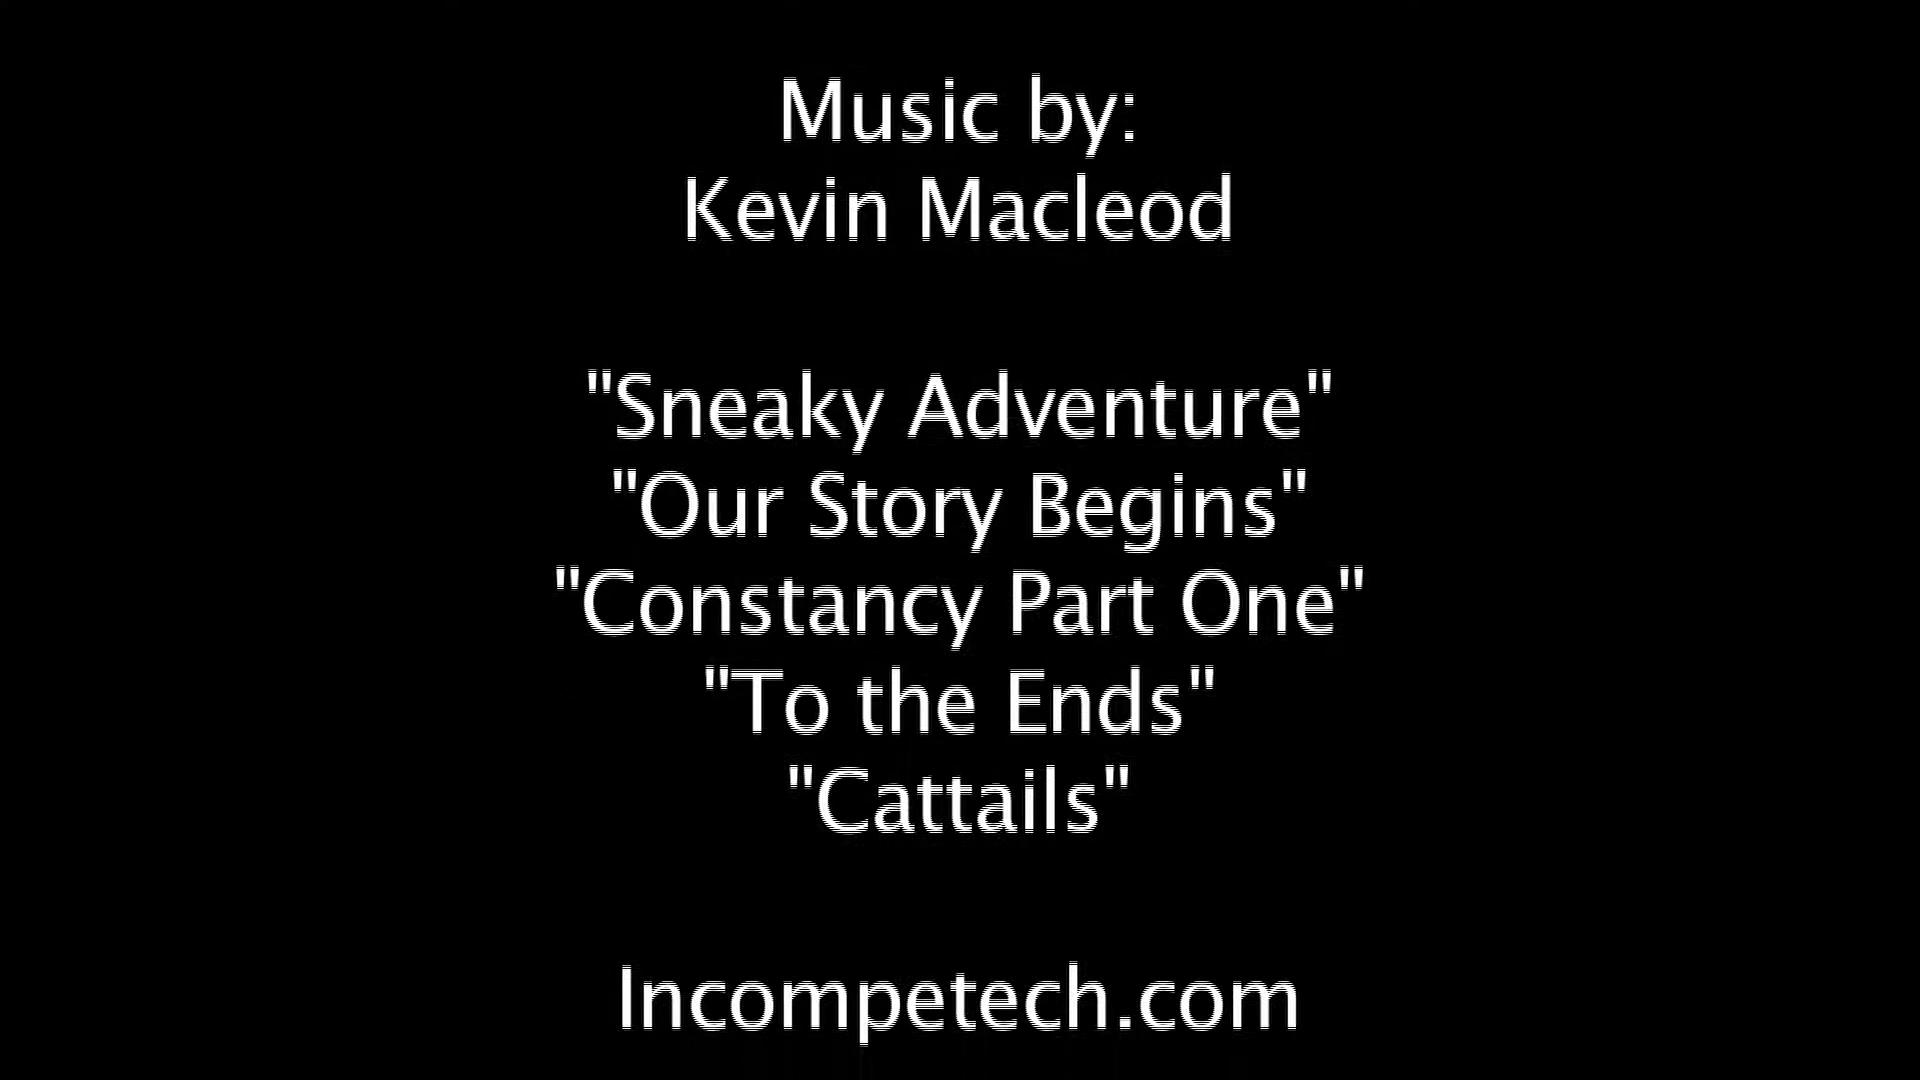 Music by:
Kevin Macleod
"Sneaky Adventure"
"Our Story Begins"
"Constancy Part One"
"To the Ends"
"Cattails"
Incompetech.com